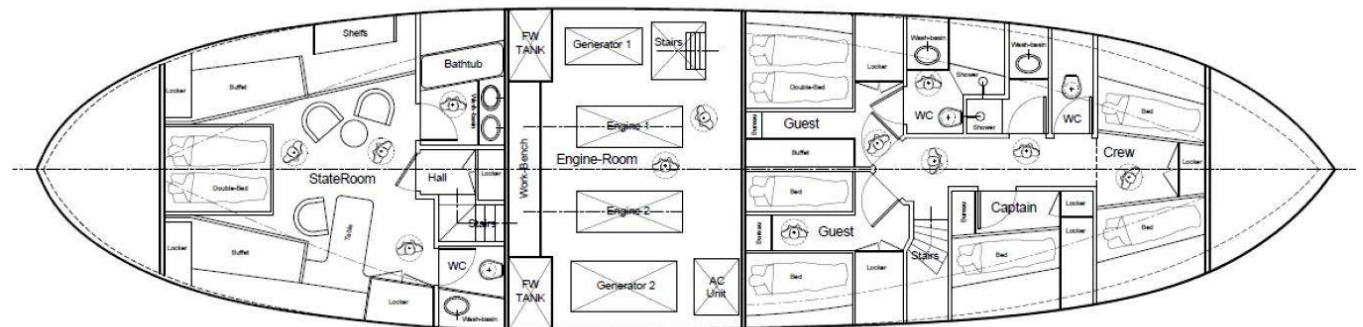 Shelfs
Locker
Buffet
Bathtub
Wash-basin
Double-Bed
StateRoom
Hall
Locker
Stairs
Table
Locker
Buffet
Locker
WC
Wash-basin
FW
TANK
Generator 1
Stairs
Engine 1
Work-Bench
Engine-Room
Engine 2
FW
TANK
Generator 2
AC
Unit
Double-Bed
Locker
Bureau
Guest
Buffet
Bed
Bureau
Guest
Bed
Locker
Wash-basin
Shower
WC
Shower
Wash-basin
WC
Stairs
Bed
Crew
Locker
Bureau
Captain
Locker
Bed
Locker
Bed